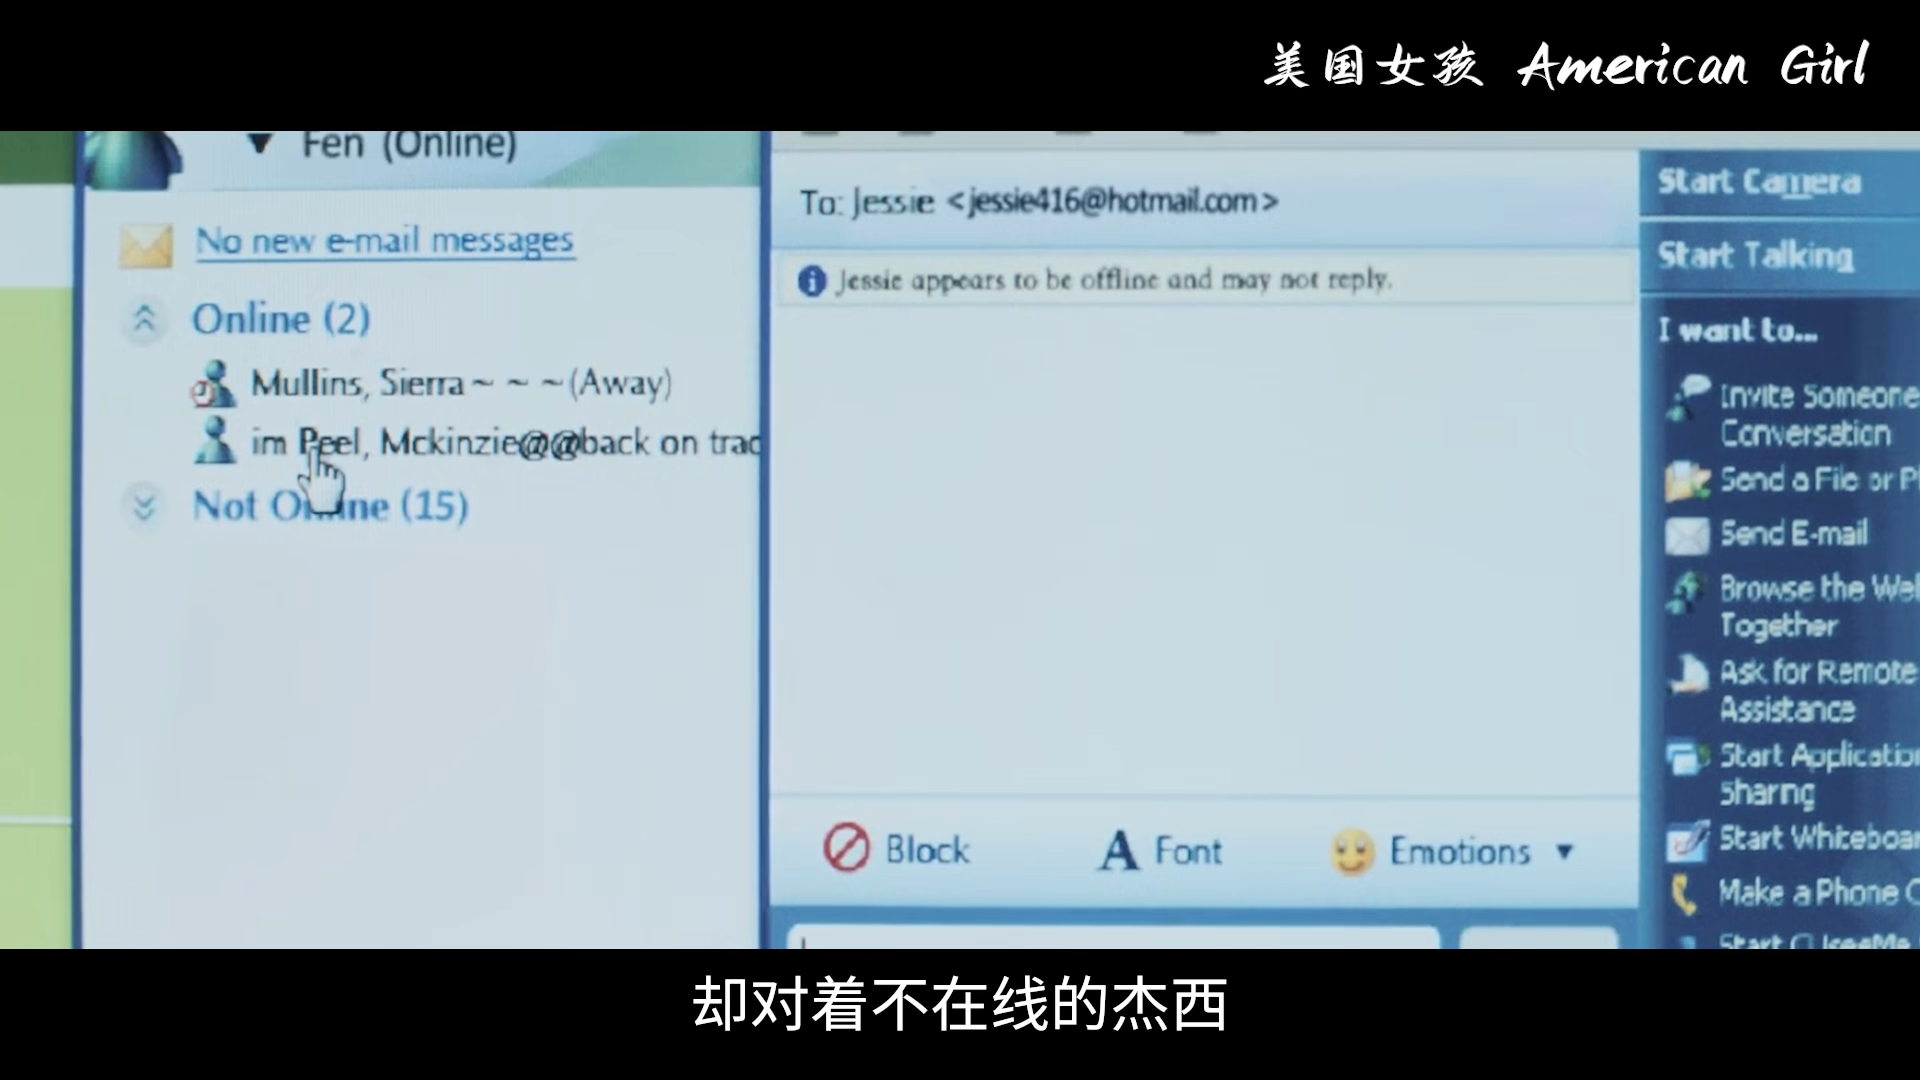 美国女孩 American Girl
Fen (Online)
No new e-mail messages
Online (2)
Mullins, Sierra~ ~ ~(Away)
im Peel, Mckinzie@@back on trac
Not Online (15)
To: Jessie <jessie416@hotmail.com>
Jessie appears to be offline and may not reply.
Block
Font
Emotions
Start Camera
Start Talking
I want to...
Invite Someone
Conversation
Send a File or P
Send E-mail
Browse the We
Together
Ask for Remote
Assistance
Start Applicatio
Sharing
Start Whiteboar
Make a Phone C
却对着不在线的杰西